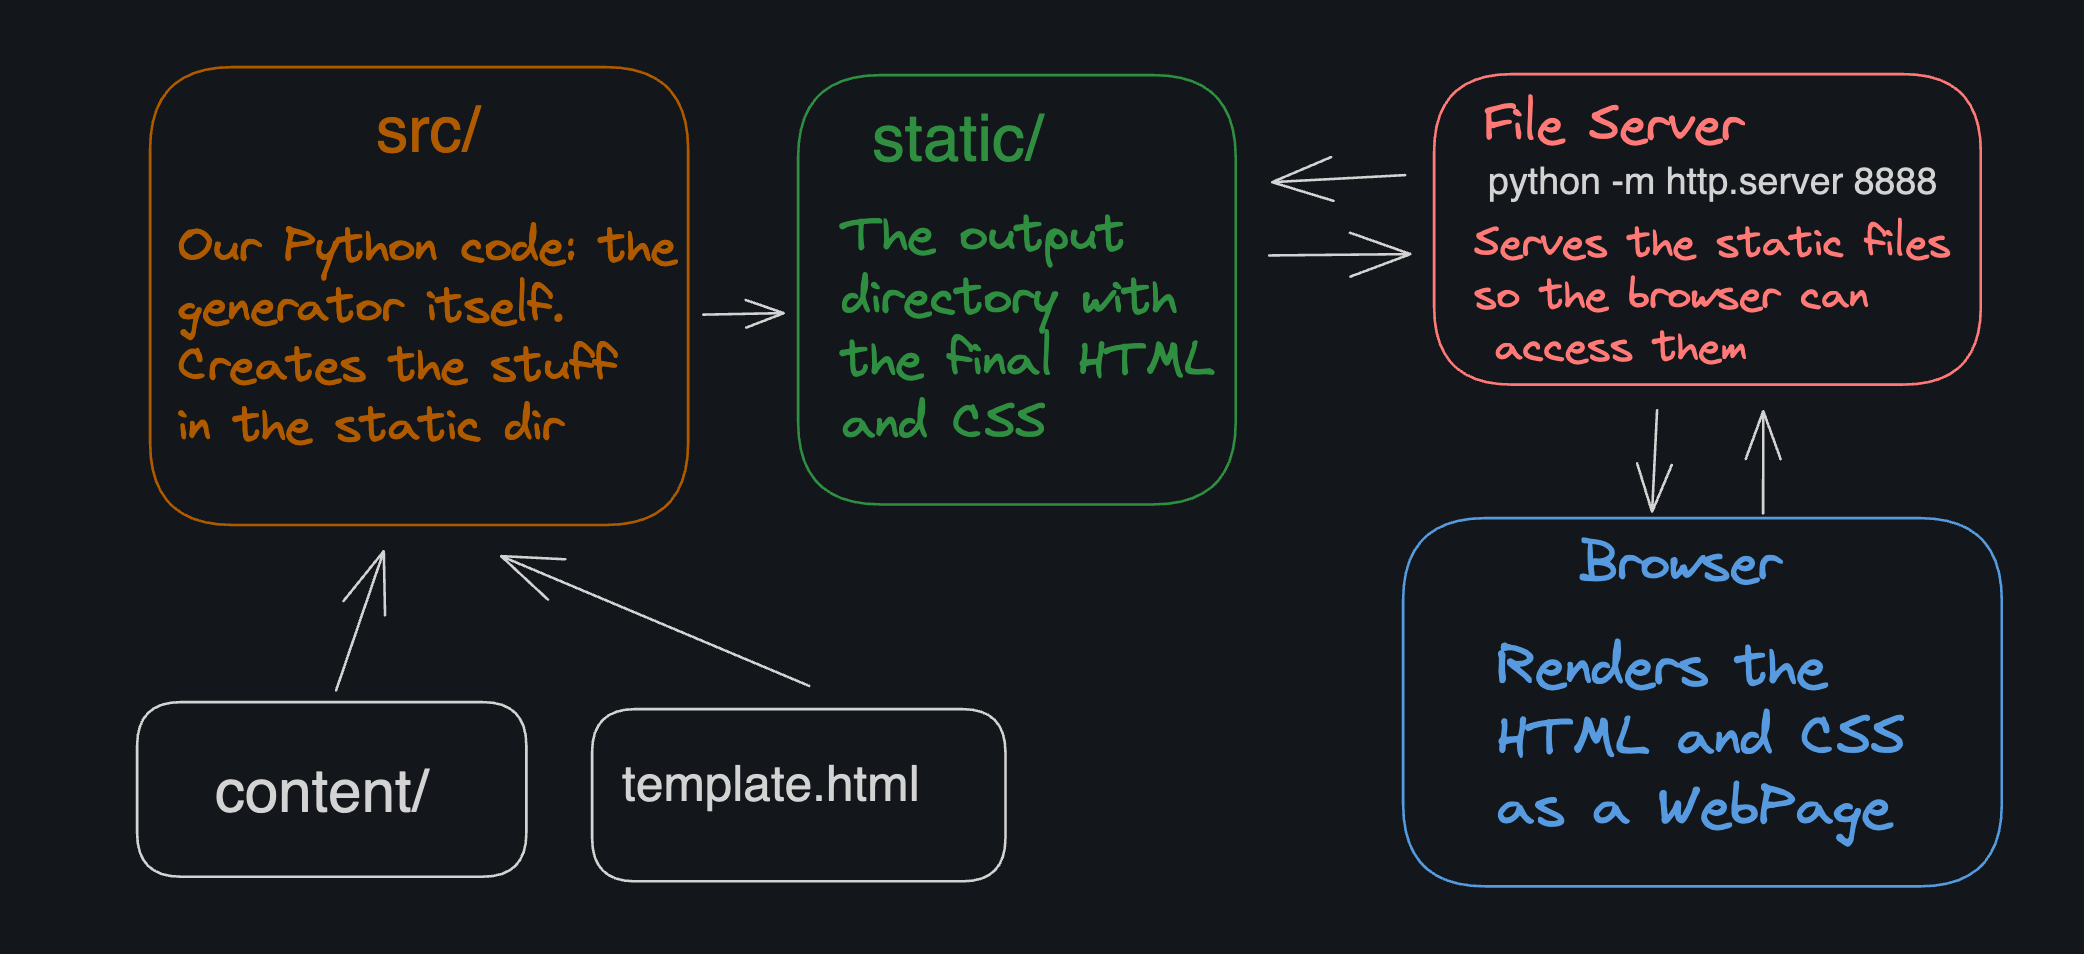 src/
Our Python code: the
generator itself.
Creates the stuff
in the static dir
static/
The output
directory with
the final HTML
and CSS
File Server
python -m http.server 8888
Serves the static files
so the browser can
access them
Browser
Renders the
HTML and CSS
as a WebPage
content/
template.html